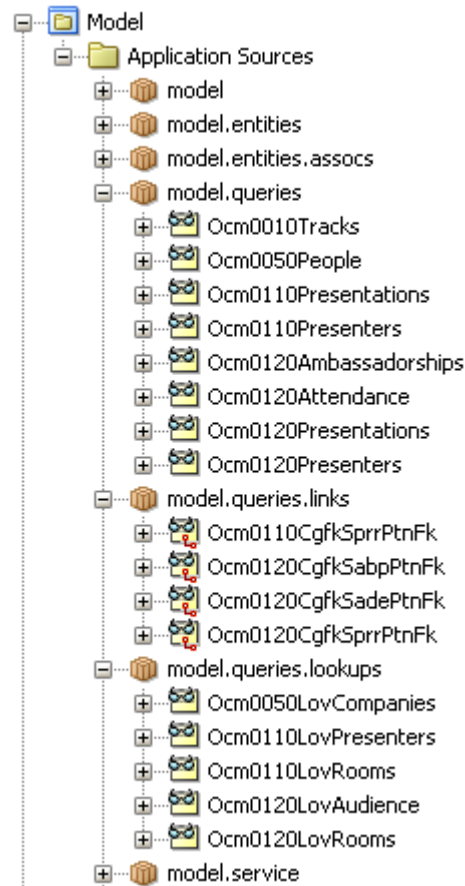 Model
Application Sources
model
model.entities
model.entities.assocs
model.queries
Ocm0010Tracks
Ocm0050People
Ocm0110Presentations
Ocm0110Presenters
Ocm0120Ambassadorships
Ocm0120Attendance
Ocm0120Presentations
Ocm0120Presenters
model.queries.links
Ocm0110CgfkSprrPtnFk
Ocm0120CgfkSabpPtnFk
Ocm0120CgfkSadePtnFk
Ocm0120CgfkSprrPtnFk
model.queries.lookups
Ocm0050LovCompanies
Ocm0110LovPresenters
Ocm0110LovRooms
Ocm0120LovAudience
Ocm0120LovRooms
model.service